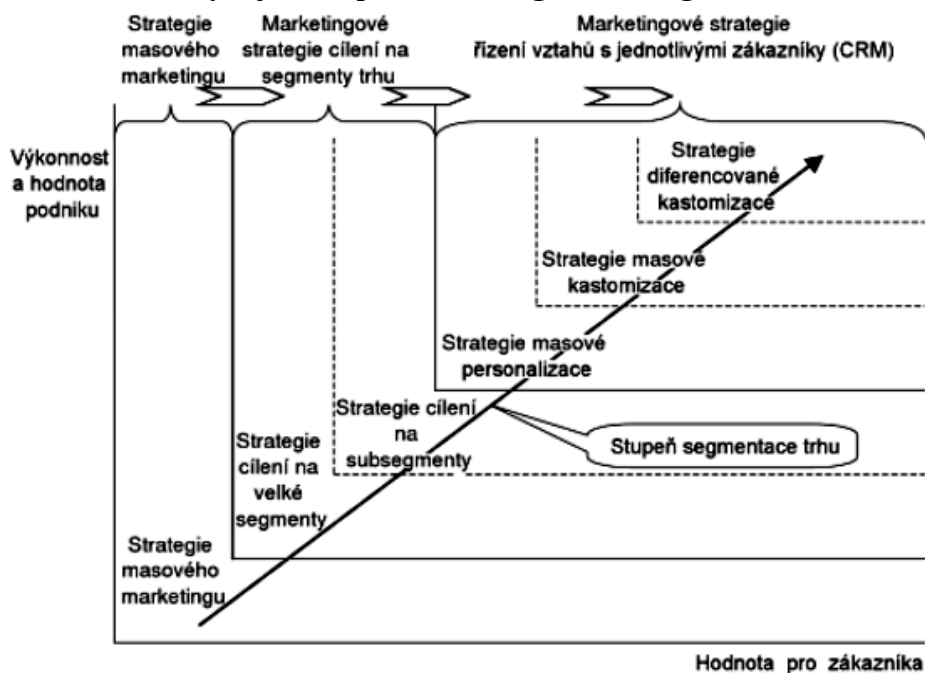 Strategie
masového
marketingu
Marketingové
strategie cílení na
segmenty trhu
Marketingové strategie
řízení vztahů s jednotlivými zákazníky (CRM)
Výkonnost
a hodnota
podniku
Strategie
diferencované
kastomizacé
Strategie masové
kastomizace
Strategie masové
personalizace
Strategie cílení
na
subsegmenty
Stupeň segmentace trhu
Strategie
cílení na
velké
segmenty
Strategie
masového
marketingu
Hodnota pro zákazníka